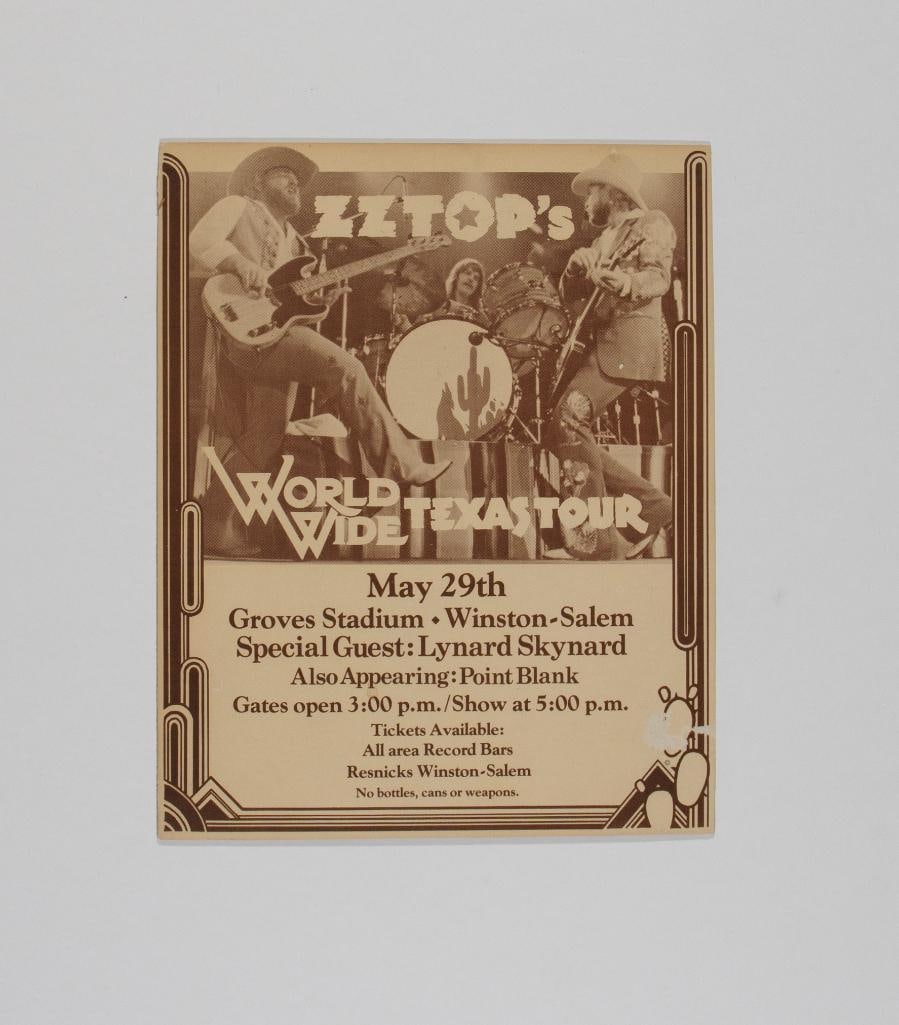 ZZTOP's
WORLD WIDE TEXAS TOUR
May 29th
Groves Stadium • Winston-Salem
Special Guest: Lynard Skynard
Also Appearing: Point Blank
Gates open 3:00 p.m./Show at 5:00 p.m.
Tickets Available:
All area Record Bars
Resnicks Winston-Salem
No bottles, cans or weapons.